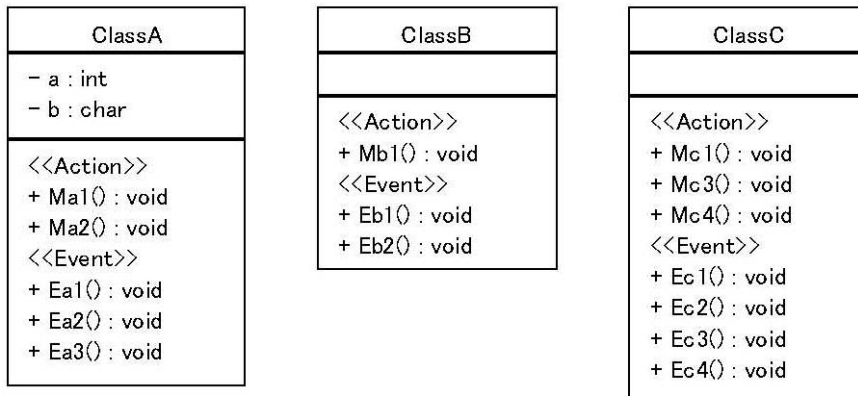 ClassA
- a : int
- b : char
<<Action>>
+ Ma1() : void
+ Ma2() : void
<<Event>>
+ Ea1() : void
+ Ea2() : void
+ Ea3() : void
ClassB
<<Action>>
+ Mb1() : void
<<Event>>
+ Eb1() : void
+ Eb2() : void
ClassC
<<Action>>
+ Mc1() : void
+ Mc3() : void
+ Mc4() : void
<<Event>>
+ Ec1() : void
+ Ec2() : void
+ Ec3() : void
+ Ec4() : void